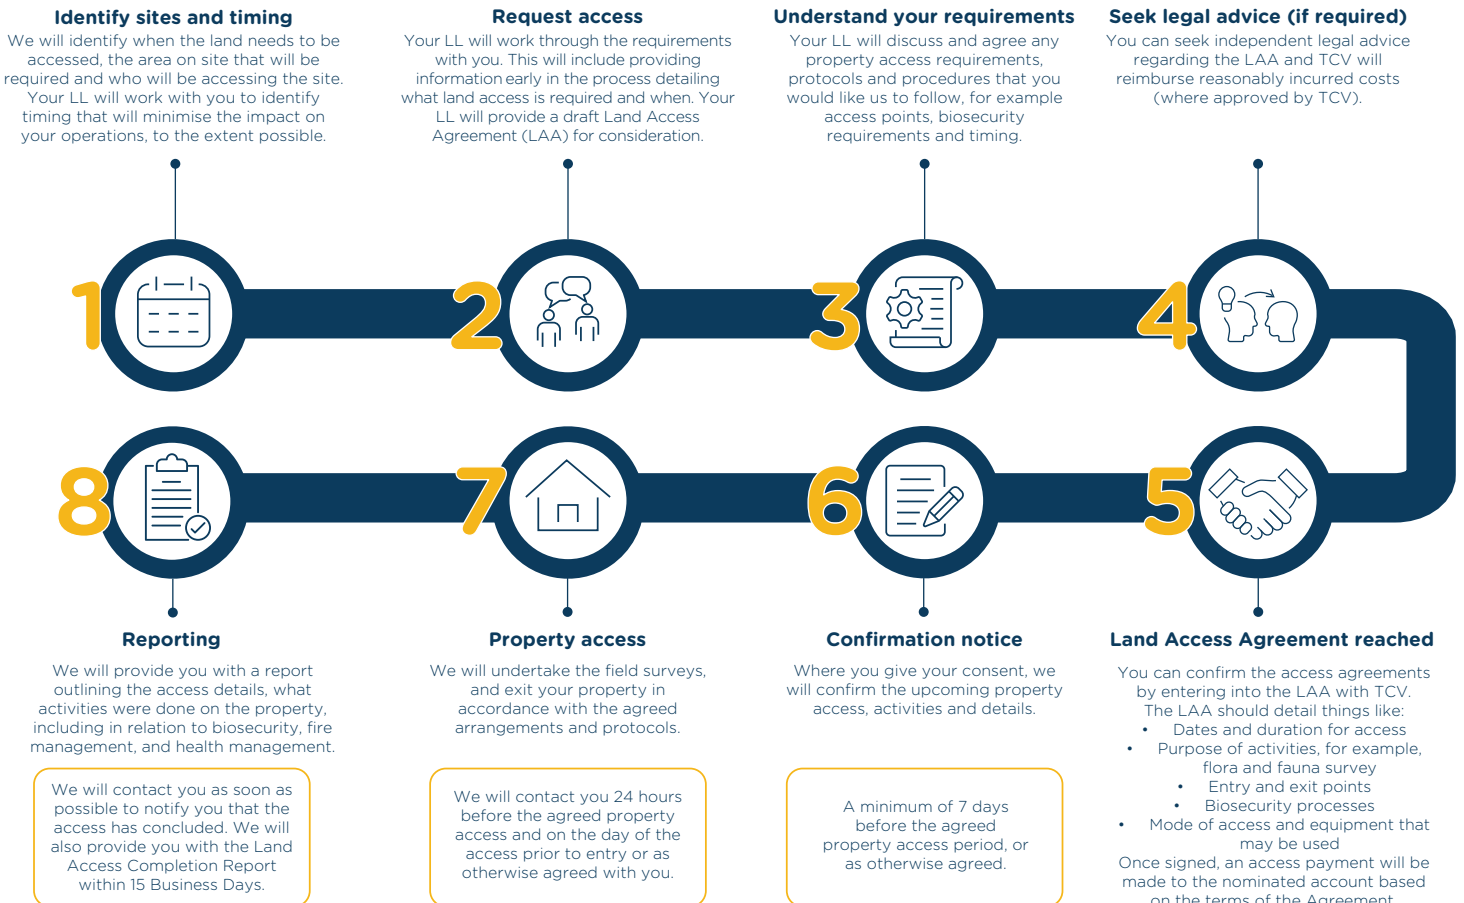 Identify sites and timing
We will identify when the land needs to be
accessed, the area on site that will be
required and who will be accessing the site.
Your LL will work with you to identify
timing that will minimise the impact on
your operations, to the extent possible.
Request access
Your LL will work through the requirements
with you. This will include providing
information early in the process detailing
what land access is required and when. Your
LL will provide a draft Land Access
Agreement (LAA) for consideration.
Understand your requirements
Your LL will discuss and agree any
property access requirements,
protocols and procedures that you
would like us to follow, for example
access points, biosecurity
requirements and timing.
Seek legal advice (if required)
You can seek independent legal advice
regarding the LAA and TCV will
reimburse reasonably incurred costs
(where approved by TCV).
1
2
3
4
5
6
7
8
Land Access Agreement reached
You can confirm the access agreements
by entering into the LAA with TCV.
The LAA should detail things like:
• Dates and duration for access
• Purpose of activities, for example,
flora and fauna survey
• Entry and exit points
• Biosecurity processes
• Mode of access and equipment that
may be used
Once signed, an access payment will be
made to the nominated account based
on the terms of the Agreement
Confirmation notice
Where you give your consent, we
will confirm the upcoming property
access, activities and details.
A minimum of 7 days
before the agreed
property access period, or
as otherwise agreed.
Property access
We will undertake the field surveys,
and exit your property in
accordance with the agreed
arrangements and protocols.
We will contact you 24 hours
before the agreed property
access and on the day of the
access prior to entry or as
otherwise agreed with you.
Reporting
We will provide you with a report
outlining the access details, what
activities were done on the property,
including in relation to biosecurity, fire
management, and health management.
We will contact you as soon as
possible to notify you that the
access has concluded. We will
also provide you with the Land
Access Completion Report
within 15 Business Days.